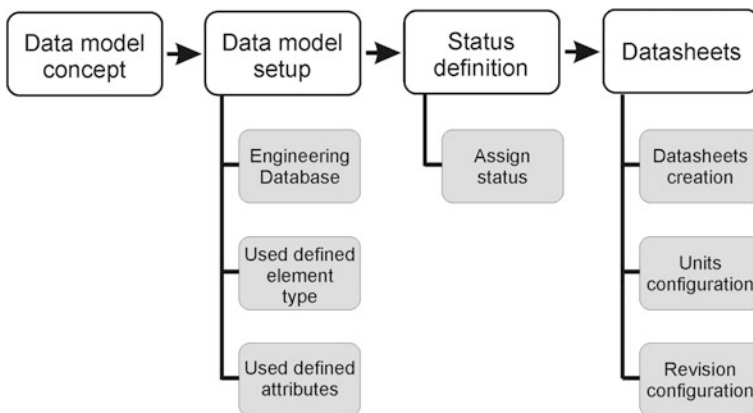 Data model
concept
Data model
setup
Status
definition
Datasheets
Engineering
Database
Used defined
element
type
Used defined
attributes
Assign
status
Datasheets
creation
Units
configuration
Revision
configuration